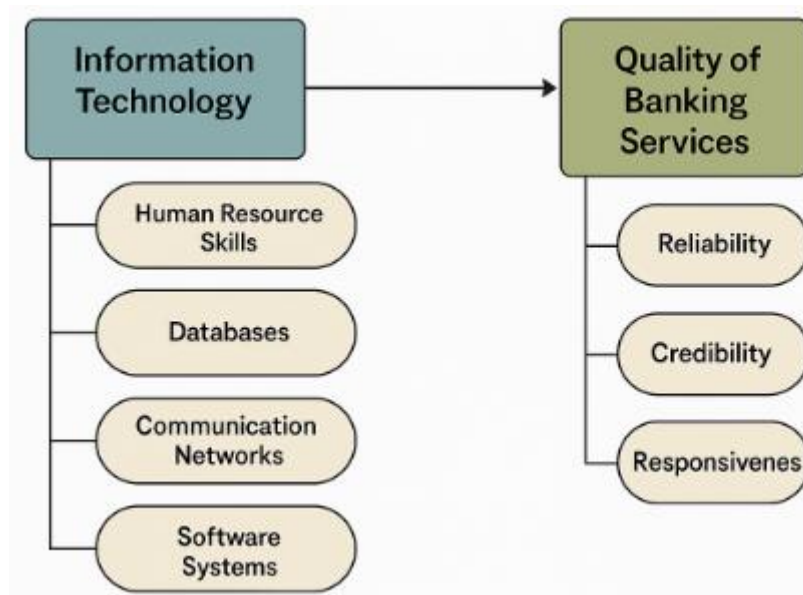 Information
Technology
Human Resource
Skills
Databases
Communication
Networks
Software
Systems
Quality of
Banking
Services
Reliability
Credibility
Responsivenes